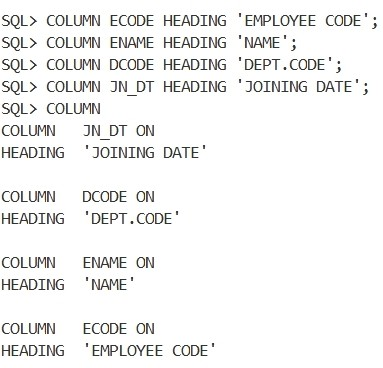 SQL> COLUMN ECODE HEADING 'EMPLOYEE CODE';
SQL> COLUMN ENAME HEADING 'NAME';
SQL> COLUMN DCODE HEADING 'DEPT.CODE';
SQL> COLUMN JN_DT HEADING 'JOINING DATE';
SQL> COLUMN
COLUMN   JN_DT ON
HEADING  'JOINING DATE'

COLUMN   DCODE ON
HEADING  'DEPT.CODE'

COLUMN   ENAME ON
HEADING  'NAME'

COLUMN   ECODE ON
HEADING  'EMPLOYEE CODE'